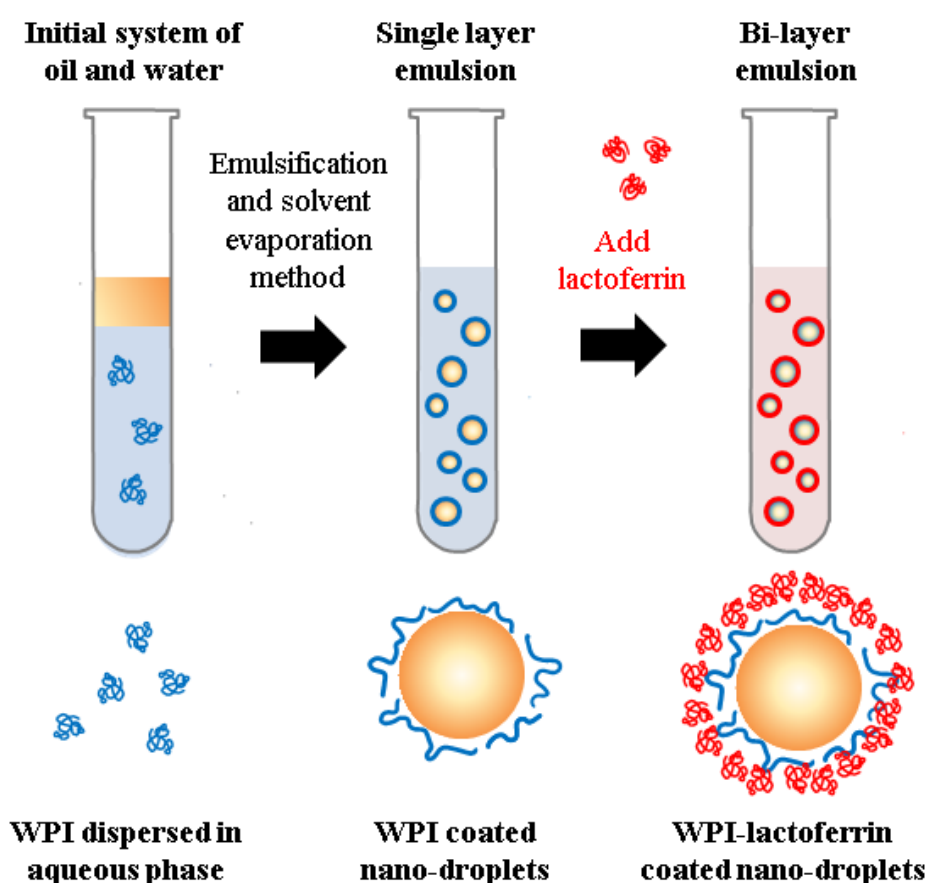 Initial system of
oil and water
Single layer
emulsion
Bi-layer
emulsion
Emulsification
and solvent
evaporation
method
Add
lactoferrin
WPI dispersed in
aqueous phase
WPI coated
nano-droplets
WPI-lactoferrin
coated nano-droplets